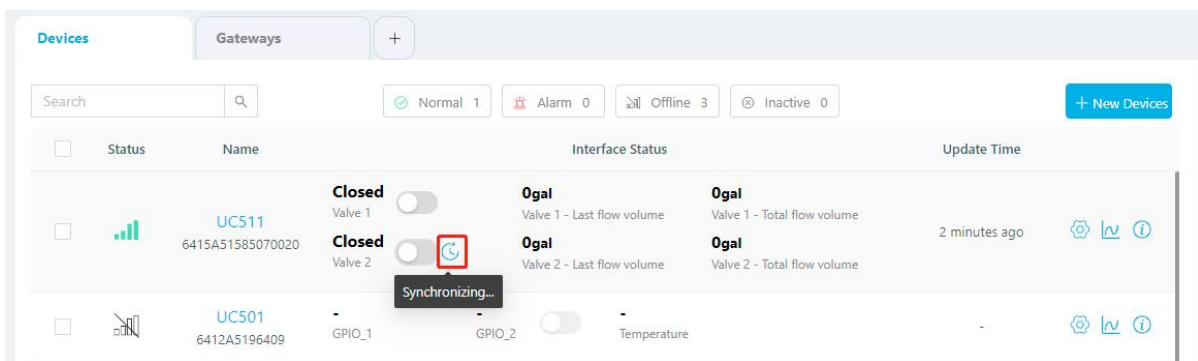 Devices
Gateways
+
Search
Normal 1
Alarm 0
Offline 3
Inactive 0
+ New Devices
Status
Name
Interface Status
Update Time
UC511
6415A51585070020
Closed
Valve 1
0gal
Valve 1 - Last flow volume
0gal
Valve 1 - Total flow volume
Closed
Valve 2
0gal
Valve 2 - Last flow volume
0gal
Valve 2 - Total flow volume
2 minutes ago
Synchronizing...
UC501
6412A5196409
-
GPIO_1
-
GPIO_2
-
Temperature
-